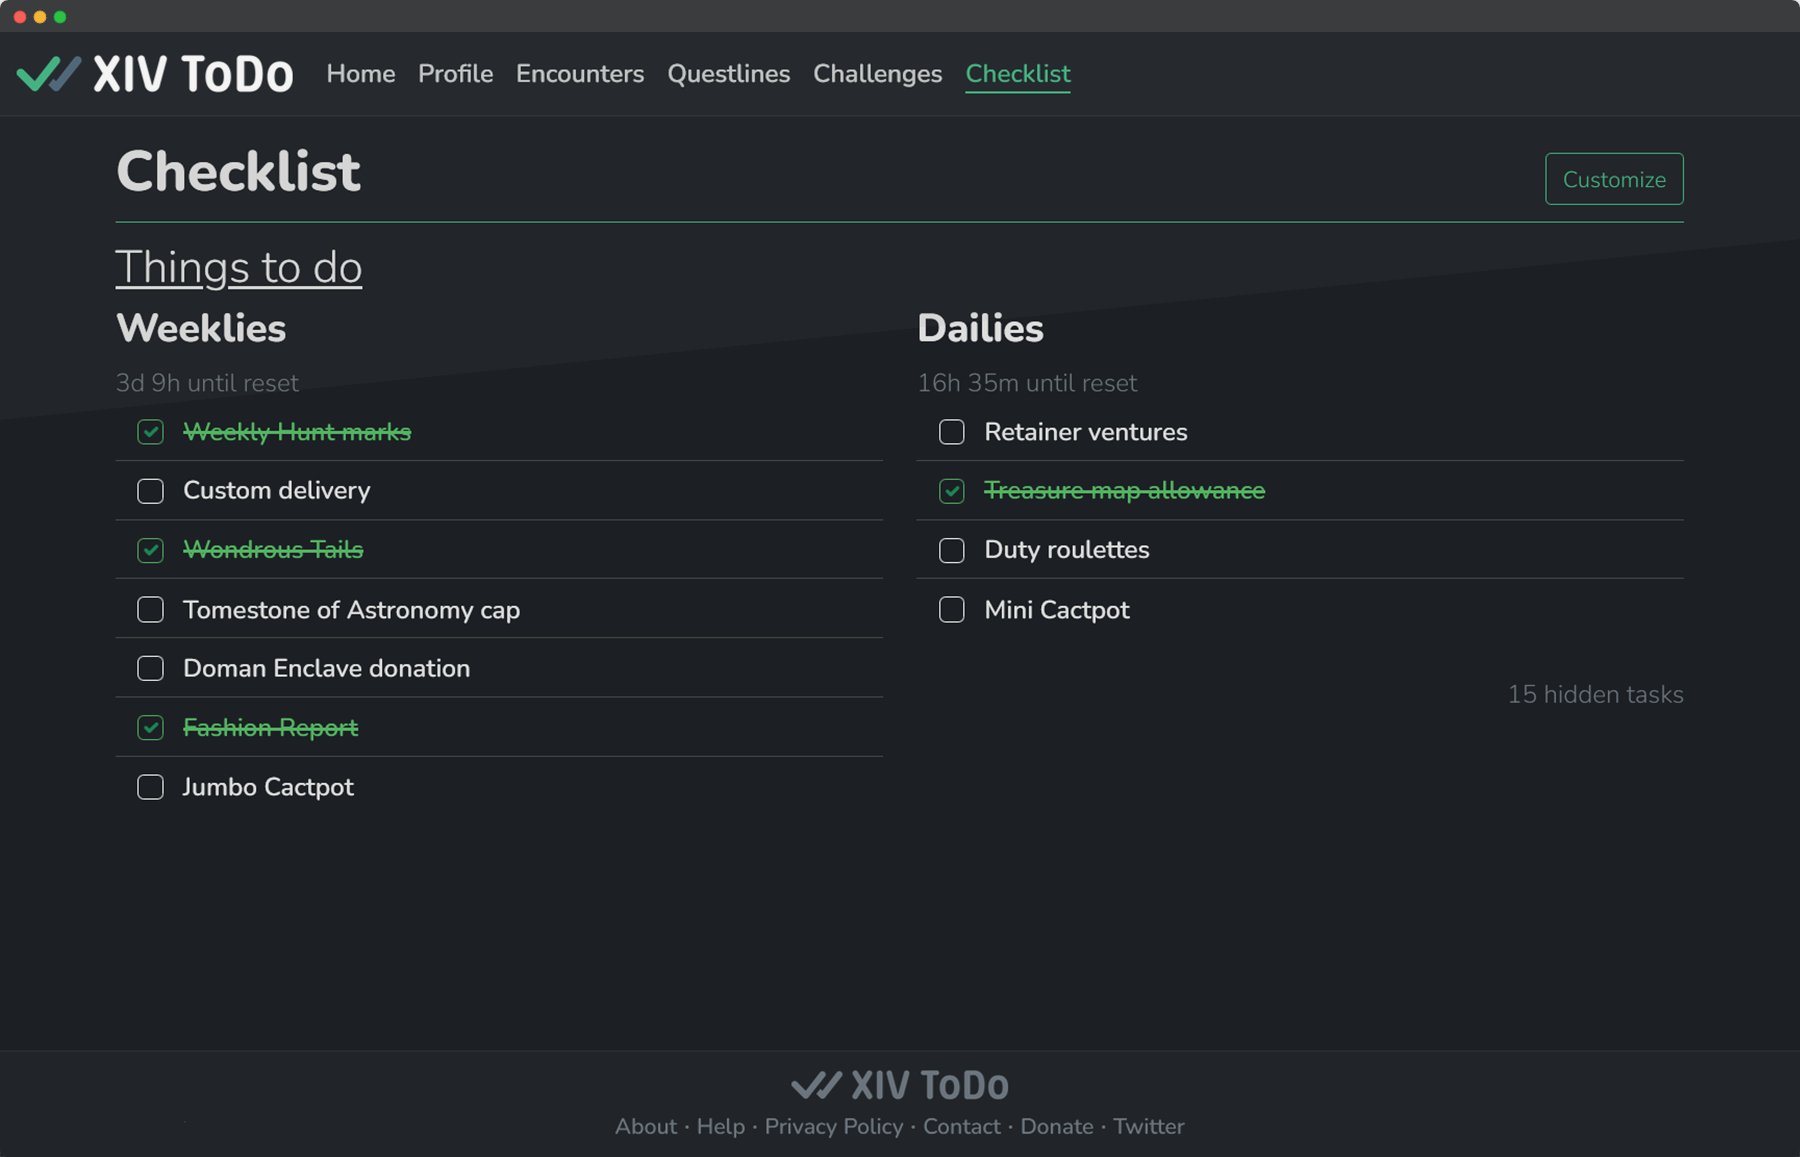 XIV ToDo Home Profile Encounters Questlines Challenges Checklist
Checklist
Customize
Things to do
Weeklies
3d 9h until reset
Weekly Hunt marks
Custom delivery
Wondrous Tails
Tomestone of Astronomy cap
Doman Enclave donation
Fashion Report
Jumbo Cactpot
Dailies
16h 35m until reset
Retainer ventures
Treasure map allowance
Duty roulettes
Mini Cactpot
15 hidden tasks
XIV ToDo
About · Help · Privacy Policy · Contact · Donate · Twitter